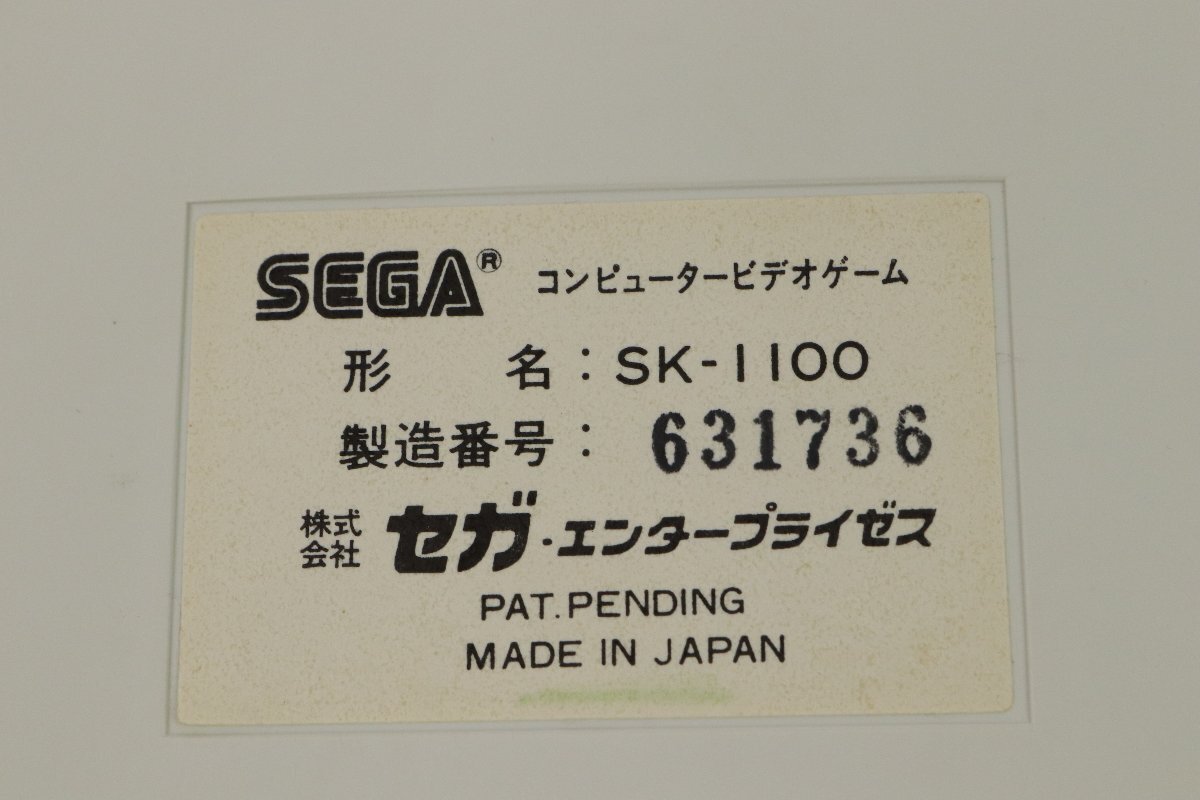 SEGA® コンピュータービデオゲーム
形名：SK-1100
製造番号：631736
株式会社 セガ・エンタープライゼス
PAT.PENDING
MADE IN JAPAN